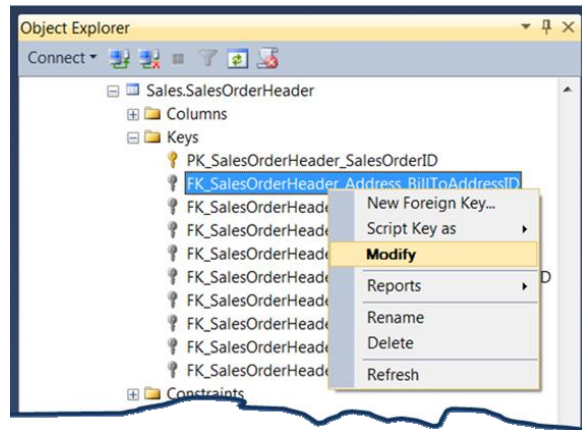 Object Explorer
Connect
Sales.SalesOrderHeader
Columns
Keys
PK_SalesOrderHeader_SalesOrderID
FK_SalesOrderHeader_Address_BillToAddressID
FK_SalesOrderHeade
FK_SalesOrderHeade
FK_SalesOrderHeade
FK_SalesOrderHeade D
FK_SalesOrderHeade
FK_SalesOrderHeade
FK_SalesOrderHeade
FK_SalesOrderHeade
Constraints
New Foreign Key...
Script Key as
Modify
Reports
Rename
Delete
Refresh